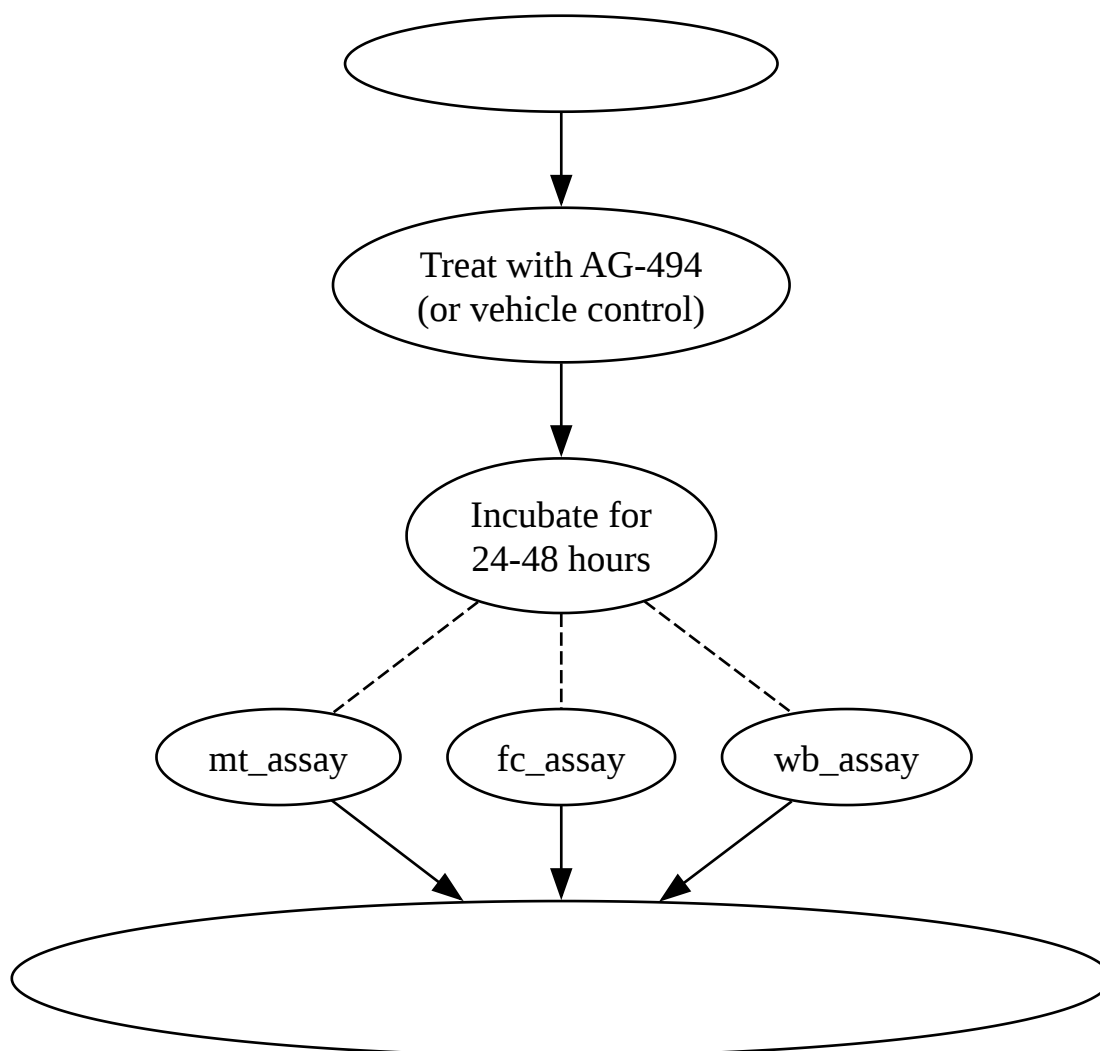 Treat with AG-494
(or vehicle control)
Incubate for
24-48 hours
mt_assay
fc_assay
wb_assay